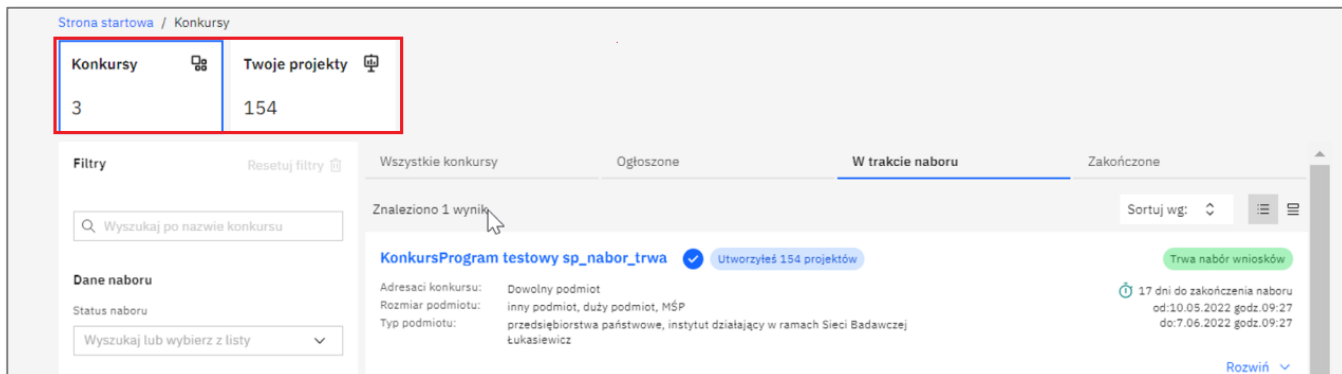 Strona startowa / Konkursy
Konkursy
3
Twoje projekty
154
Filtry
Resetuj filtry
Wyszukaj po nazwie konkursu
Dane naboru
Status naboru
Wyszukaj lub wybierz z listy
Wszystkie konkursy
Ogłoszone
W trakcie naboru
Zakończone
Znaleziono 1 wynik
Sortuj wg:
KonkursProgram testowy sp_nabor_trwa
Utworzyłeś 154 projektów
Trwa nabór wniosków
Adresaci konkursu: Dowolny podmiot
Rozmiar podmiotu: inny podmiot, duży podmiot, MŚP
Typ podmiotu: przedsiębiorstwa państwowe, instytut działający w ramach Sieci Badawczej
Łukasiewicz
17 dni do zakończenia naboru
od:10.05.2022 godz.09:27
do:7.06.2022 godz.09:27
Rozwiń